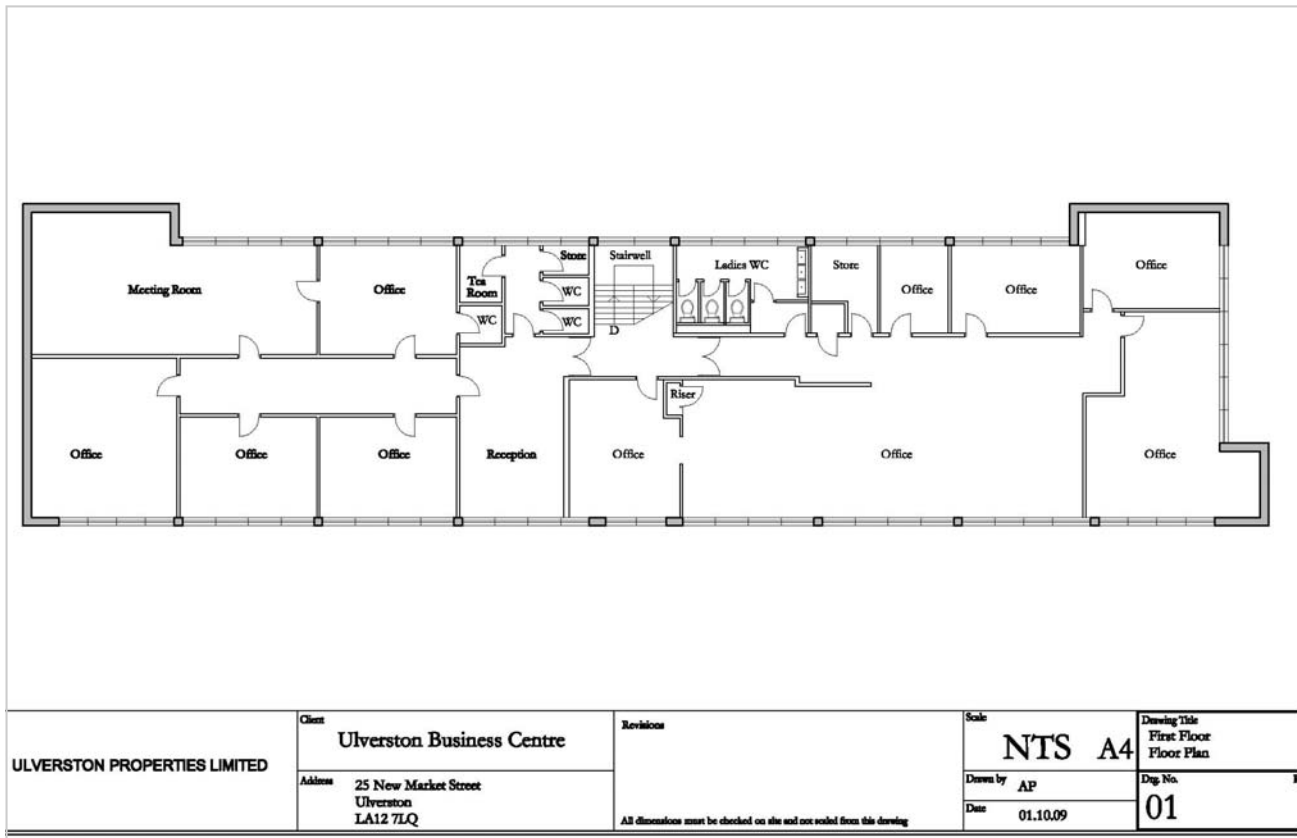 Meeting Room
Office
Tea
Room
WC
Store
WC
WC
Stairwell
D
Ladies WC
Store
Office
Office
Office
Office
Office
Office
Reception
Office
Riser
Office
Office
ULVERSTON PROPERTIES LIMITED
Client
Ulverston Business Centre
Address
25 New Market Street
Ulverston
LA12 7LQ
Revisions
All dimensions must be checked on site and not scaled from this drawing
Scale
NTS A4
Drawn by AP
Date 01.10.09
Drawing Title
First Floor
Floor Plan
Drg. No.
01